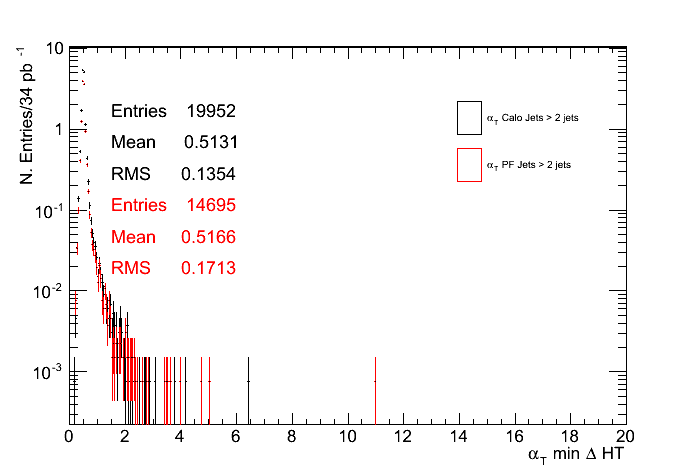 N. Entries/34 pb⁻¹
10
1
10⁻¹
10⁻²
10⁻³
Entries 19952
Mean 0.5131
RMS 0.1354
Entries 14695
Mean 0.5166
RMS 0.1713
α_T Calo Jets > 2 jets
α_T PF Jets > 2 jets
0 2 4 6 8 10 12 14 16 18 20
α_T min Δ HT